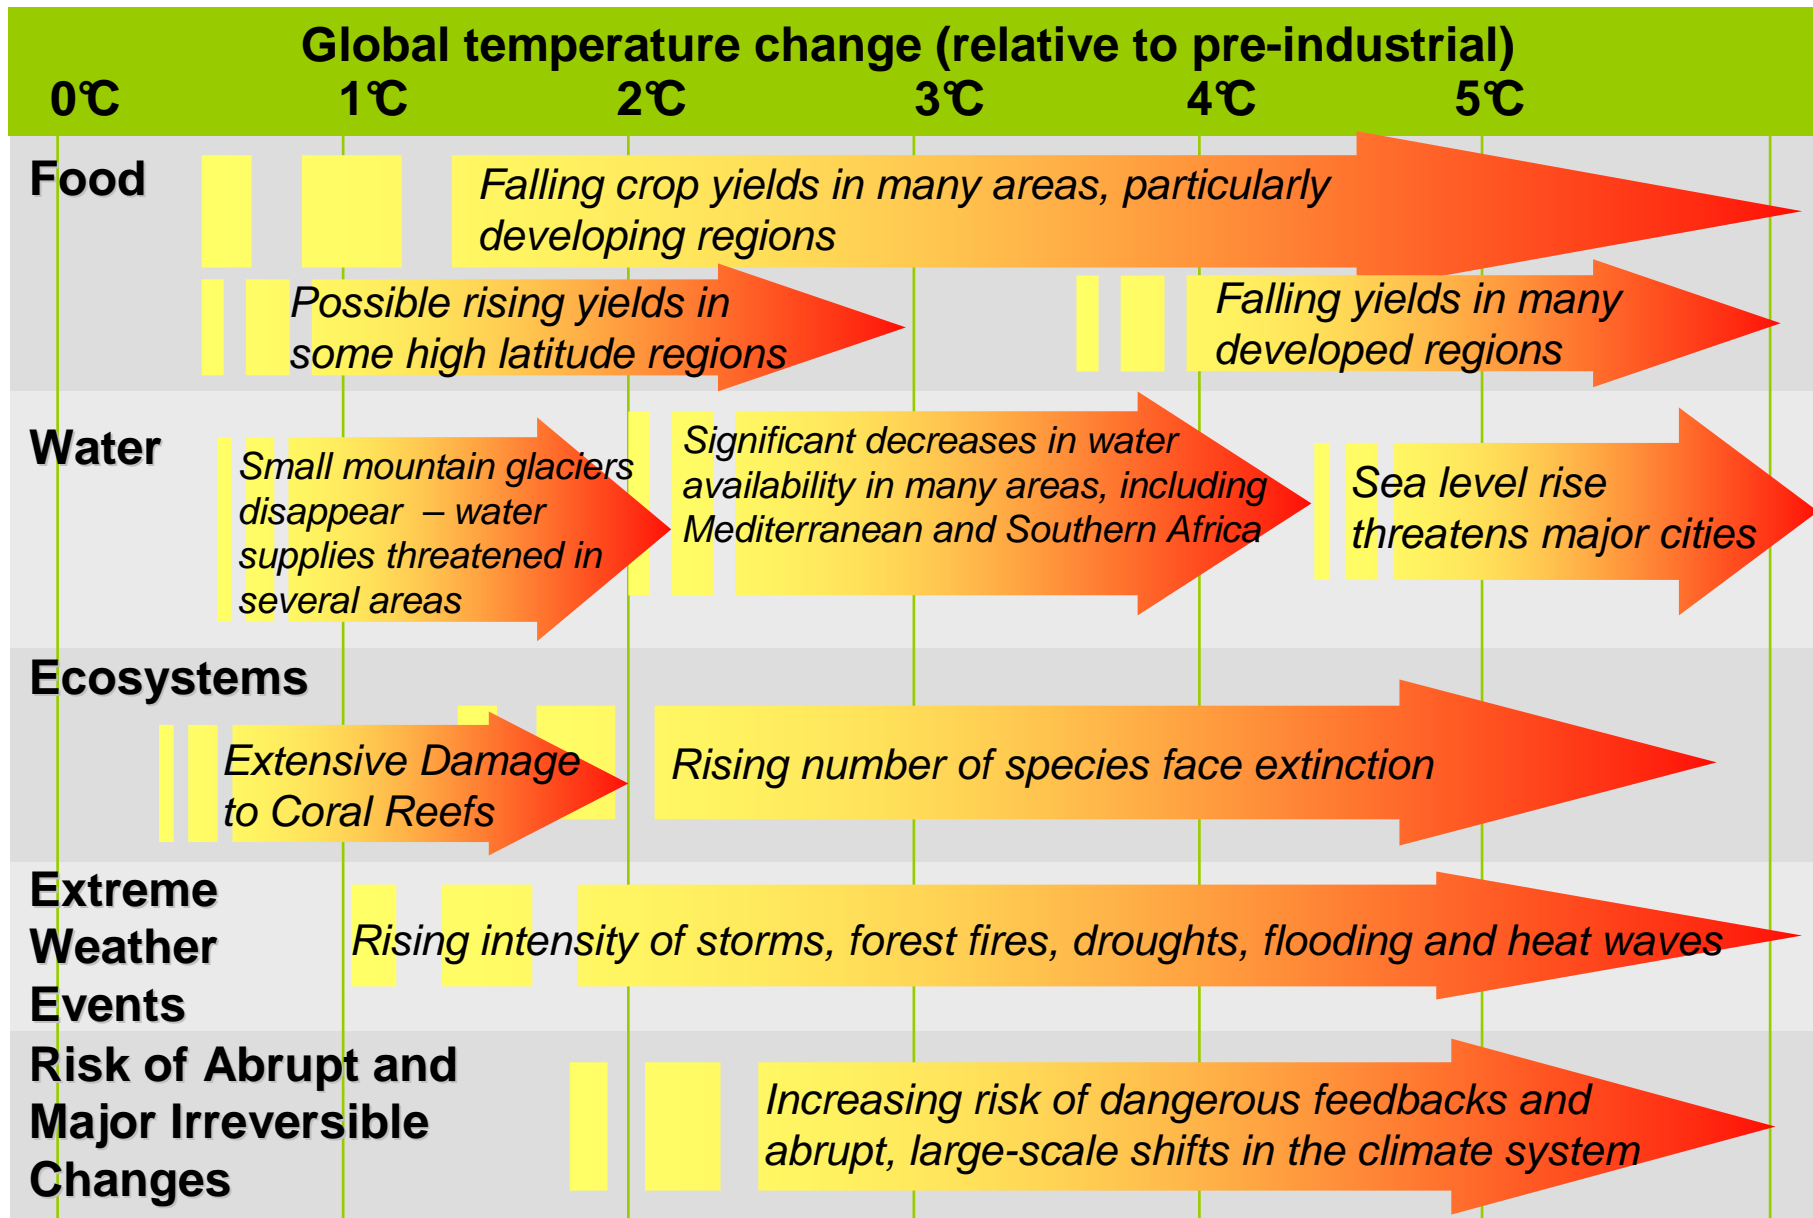 Global temperature change (relative to pre-industrial)
0°C 1°C 2°C 3°C 4°C 5°C
Food
Falling crop yields in many areas, particularly
developing regions
Possible rising yields in
some high latitude regions
Falling yields in many
developed regions
Water
Small mountain glaciers
disappear – water
supplies threatened in
several areas
Significant decreases in water
availability in many areas, including
Mediterranean and Southern Africa
Sea level rise
threatens major cities
Ecosystems
Extensive Damage
to Coral Reefs
Rising number of species face extinction
Extreme
Weather
Events
Rising intensity of storms, forest fires, droughts, flooding and heat waves
Risk of Abrupt and
Major Irreversible
Changes
Increasing risk of dangerous feedbacks and
abrupt, large-scale shifts in the climate system